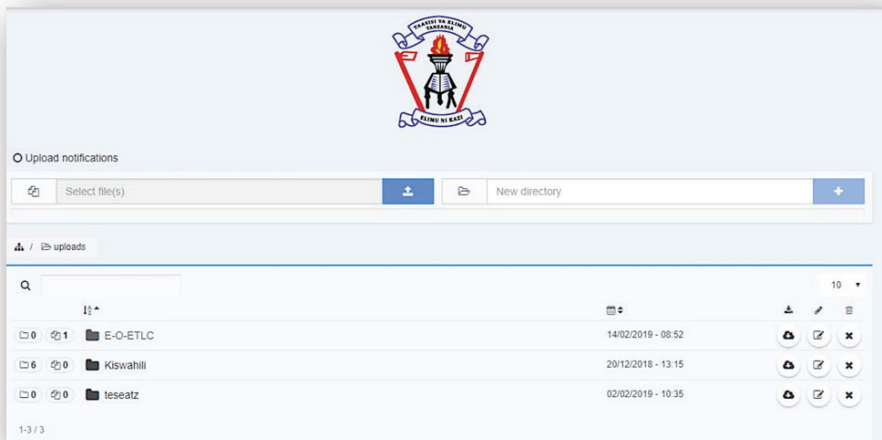 TAASISI YA ELIMU
TANZANIA
ELIMU NI KAZI
Upload notifications
Select file(s)
New directory
/ uploads
10
0 1 E-O-ETLC 14/02/2019 - 08:52
6 0 Kiswahili 20/12/2018 - 13:15
0 0 teseatz 02/02/2019 - 10:35
1-3 / 3